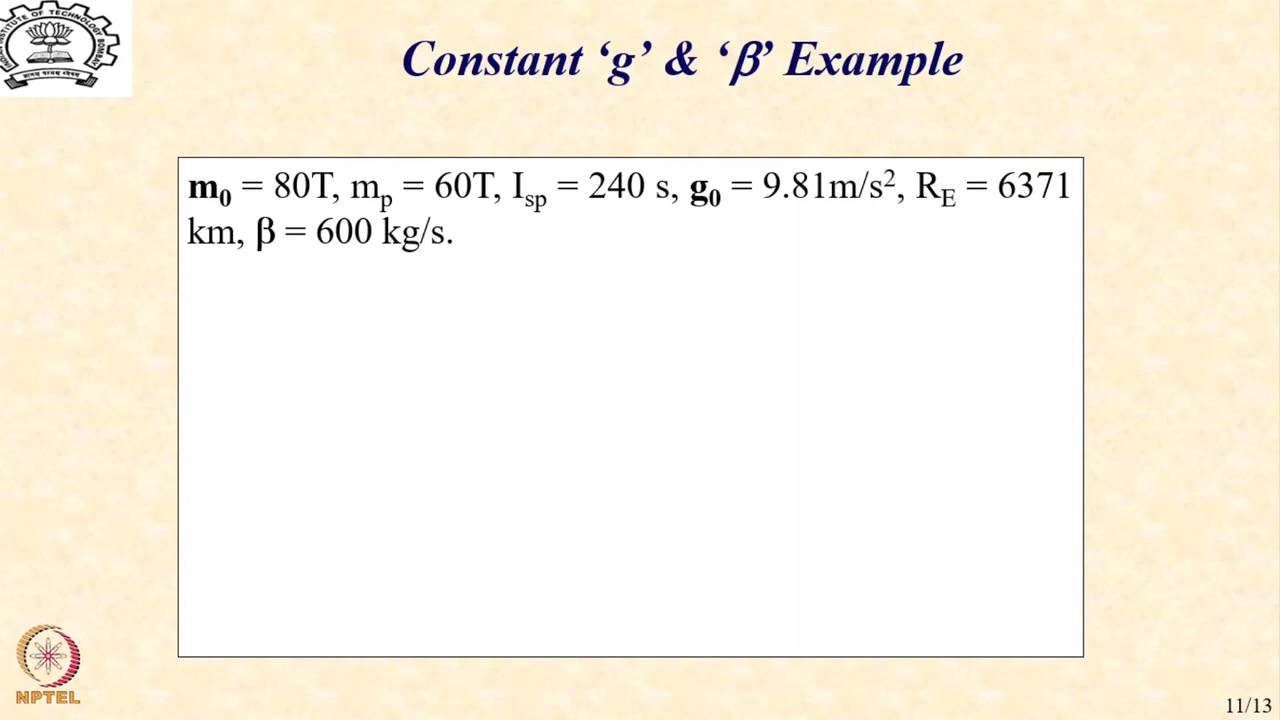 Constant ‘g’ & ‘β’ Example
m₀ = 80T, mₚ = 60T, Iₛₚ = 240 s, g₀ = 9.81m/s², R_E = 6371
km, β = 600 kg/s.
NPTEL
11/13